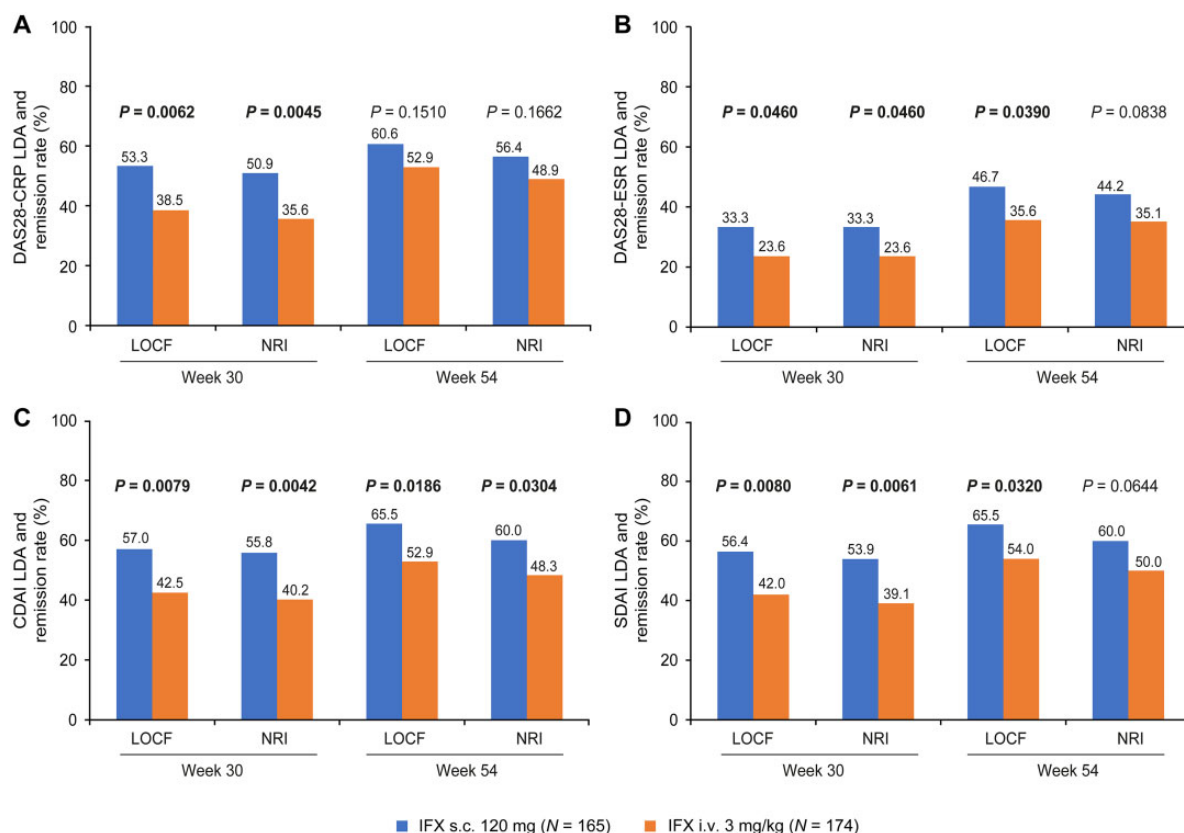 A
DAS28-CRP LDA and
remission rate (%)
100
80
60
40
20
0
P = 0.0062
P = 0.0045
P = 0.1510
P = 0.1662
53.3
38.5
50.9
35.6
60.6
52.9
56.4
48.9
LOCF
NRI
LOCF
NRI
Week 30
Week 54
B
DAS28-ESR LDA and
remission rate (%)
100
80
60
40
20
0
P = 0.0460
P = 0.0460
P = 0.0390
P = 0.0838
33.3
23.6
33.3
23.6
46.7
35.6
44.2
35.1
LOCF
NRI
LOCF
NRI
Week 30
Week 54
C
CDAI LDA and
remission rate (%)
100
80
60
40
20
0
P = 0.0079
P = 0.0042
P = 0.0186
P = 0.0304
57.0
42.5
55.8
40.2
65.5
52.9
60.0
48.3
LOCF
NRI
LOCF
NRI
Week 30
Week 54
D
SDAI LDA and
remission rate (%)
100
80
60
40
20
0
P = 0.0080
P = 0.0061
P = 0.0320
P = 0.0644
56.4
42.0
53.9
39.1
65.5
54.0
60.0
50.0
LOCF
NRI
LOCF
NRI
Week 30
Week 54
IFX s.c. 120 mg (N = 165)
IFX i.v. 3 mg/kg (N = 174)